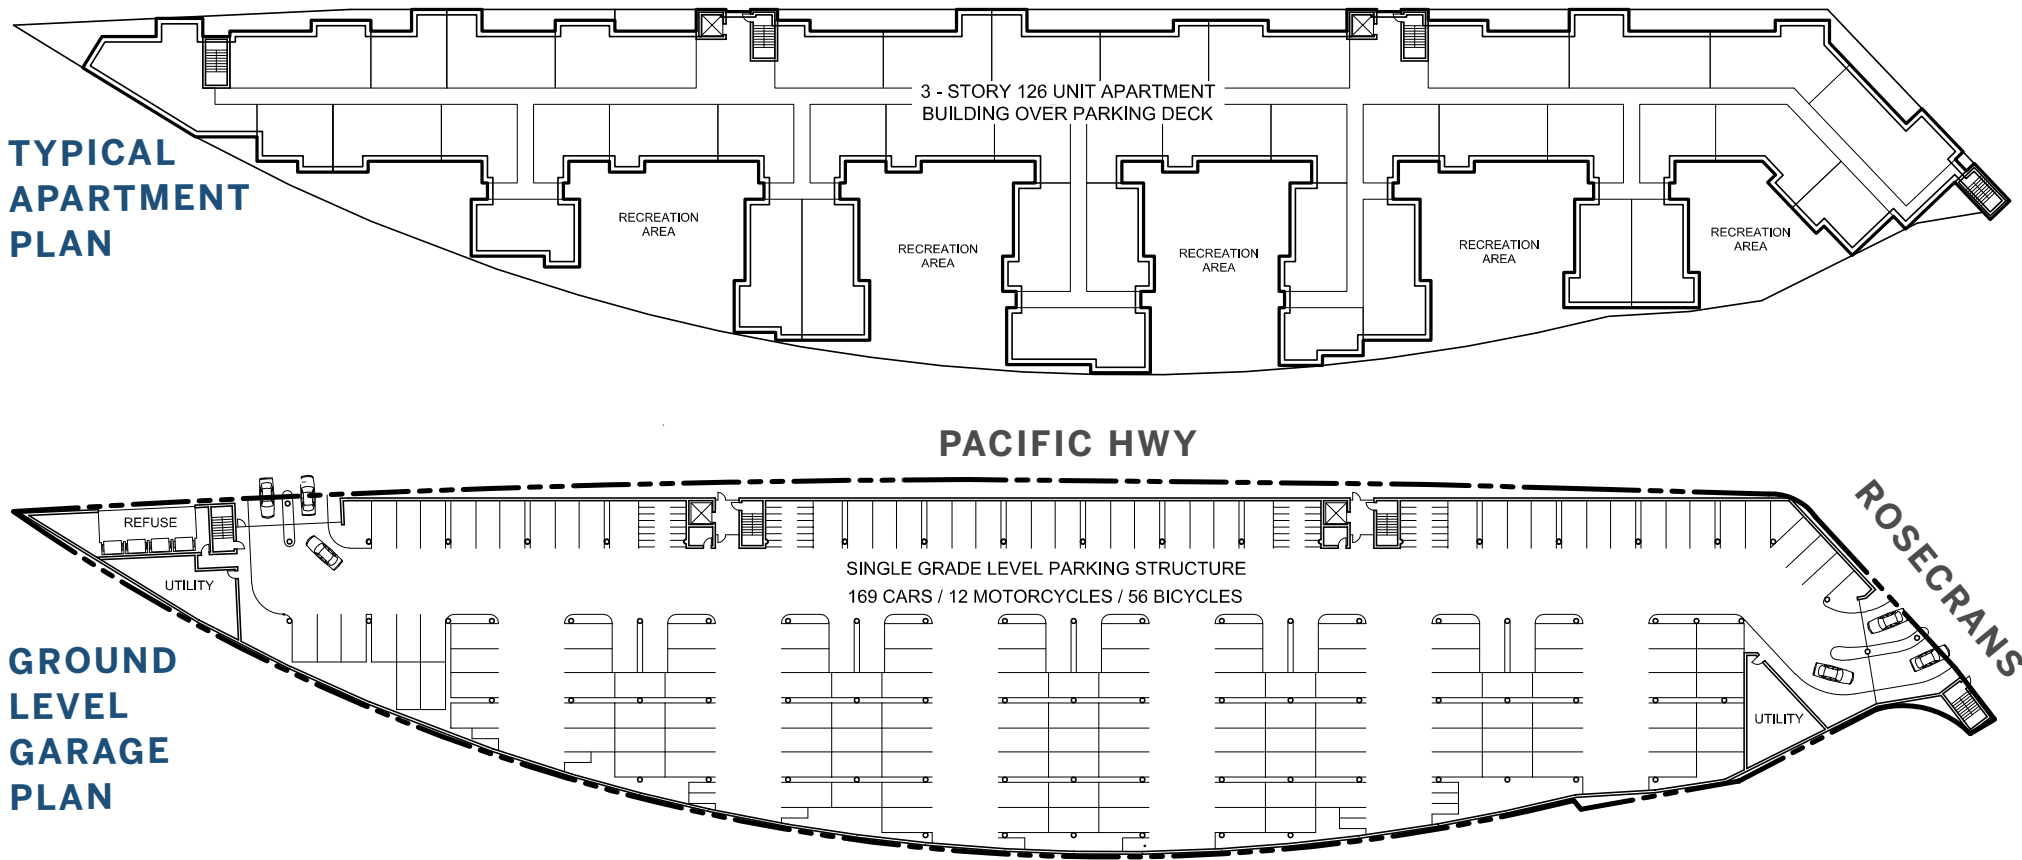 3 - STORY 126 UNIT APARTMENT
BUILDING OVER PARKING DECK
TYPICAL
APARTMENT
PLAN
RECREATION
AREA
RECREATION
AREA
RECREATION
AREA
RECREATION
AREA
RECREATION
AREA
PACIFIC HWY
ROSECRANS
REFUSE
UTILITY
SINGLE GRADE LEVEL PARKING STRUCTURE
169 CARS / 12 MOTORCYCLES / 56 BICYCLES
GROUND
LEVEL
GARAGE
PLAN
UTILITY